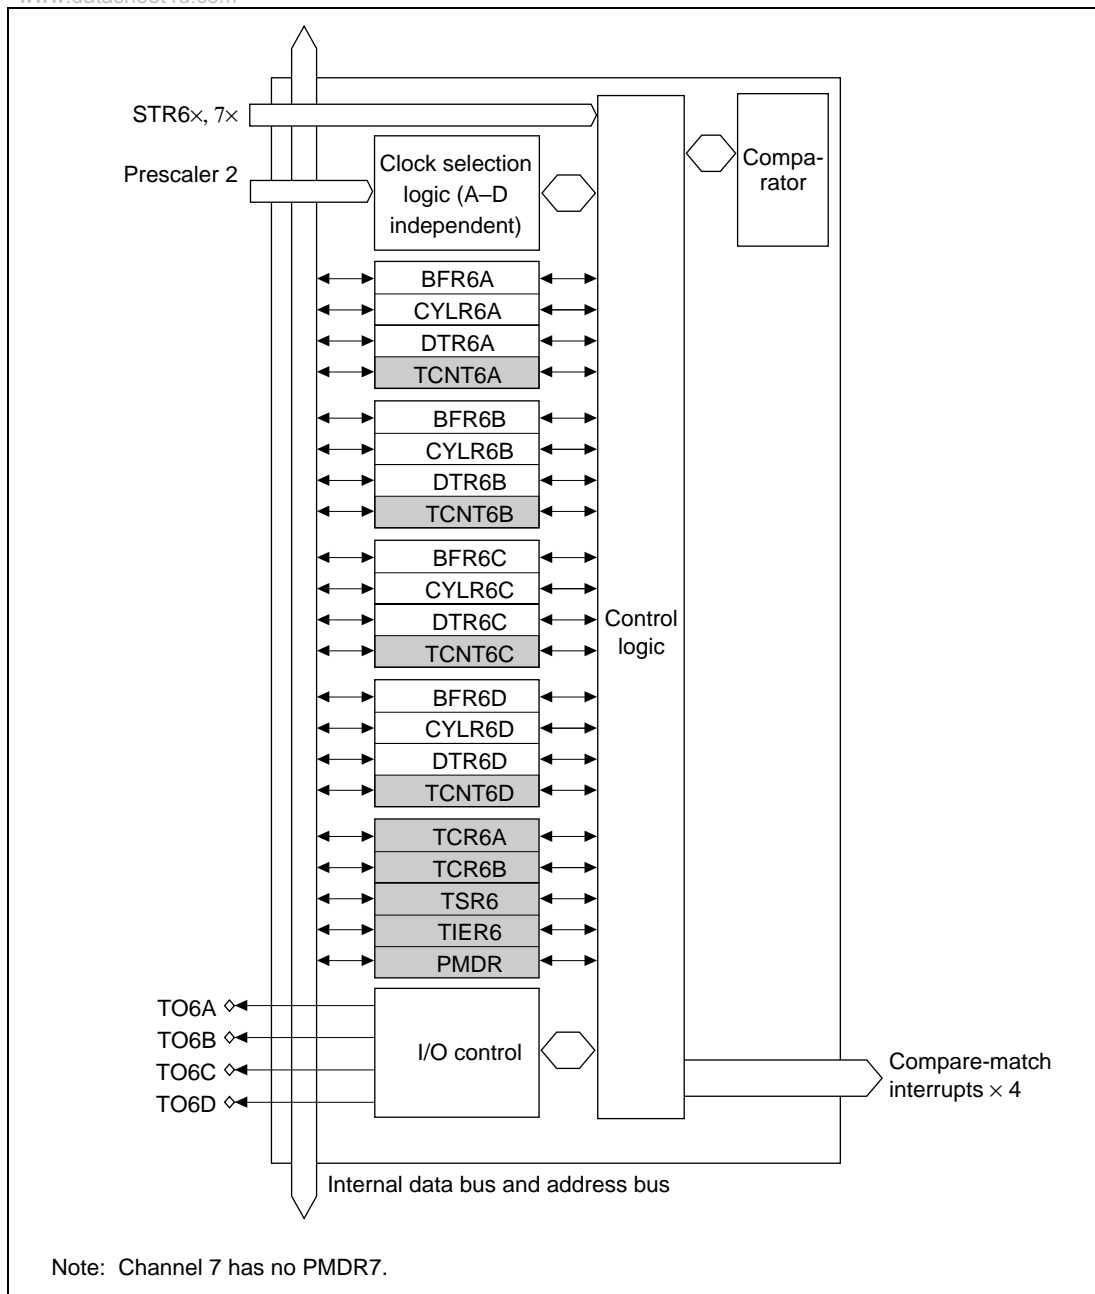 STR6×, 7×
Prescaler 2
Clock selection
logic (A–D
independent)
Compa-
rator
BFR6A
CYLR6A
DTR6A
TCNT6A
BFR6B
CYLR6B
DTR6B
TCNT6B
BFR6C
CYLR6C
DTR6C
TCNT6C
Control
logic
BFR6D
CYLR6D
DTR6D
TCNT6D
TCR6A
TCR6B
TSR6
TIER6
PMDR
TO6A
TO6B
TO6C
TO6D
I/O control
Compare-match
interrupts × 4
Internal data bus and address bus
Note: Channel 7 has no PMDR7.